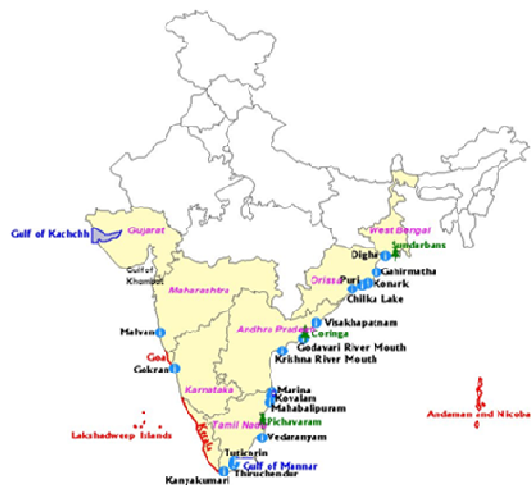 Gulf of Kachchh
Gujarat
West Bengal
Sundarbans
Digha
Gulf of
Khambat
Gahirmatha
Orissa
Puri
Konark
Maharashtra
Chilka Lake
Visakhapatnam
Malvan
Andhra Pradesh
Coringa
Godavari River Mouth
Goa
Krishna River Mouth
Gokran
Karnataka
Marina
Kovalam
Mahabalipuram
Andaman and Nicobar
Pichavaram
Tamil Nadu
Lakshadweep Islands
Kerala
Vedaranyam
Tuticorin
Gulf of Mannar
Thiruchendur
Kanyakumari